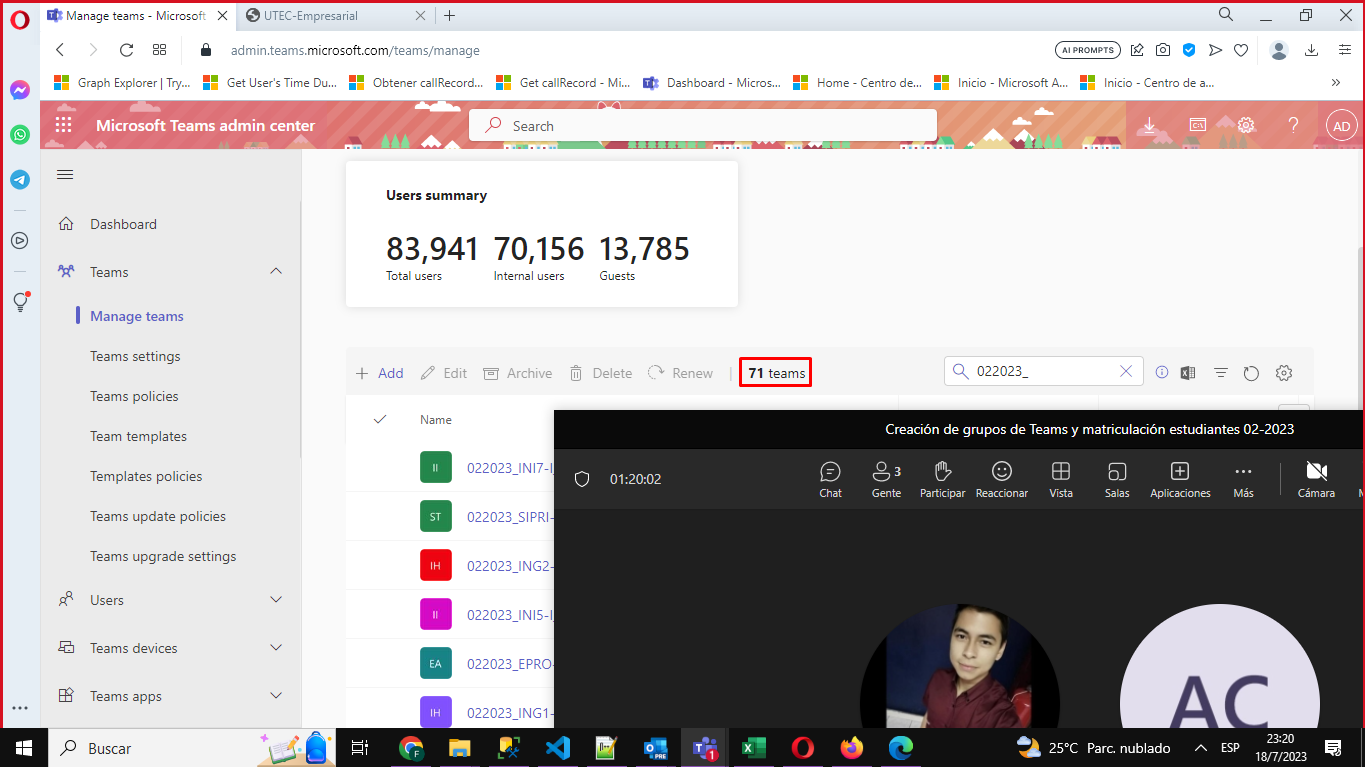 Manage teams - Microsoft
UTEC-Empresarial
admin.teams.microsoft.com/teams/manage
AI PROMPTS
Graph Explorer | Try...
Get User's Time Du...
Obtener callRecord...
Get callRecord - Mi...
Dashboard - Micros...
Home - Centro de...
Inicio - Microsoft A...
Inicio - Centro de a...
Microsoft Teams admin center
Search
AD
Users summary
83,941 70,156 13,785
Total users Internal users Guests
Dashboard
Teams
Manage teams
Teams settings
Teams policies
Team templates
Templates policies
Teams update policies
Teams upgrade settings
Users
Teams devices
Teams apps
Add Edit Archive Delete Renew | 71 teams
022023_
Name
II 022023_INI7-I
ST 022023_SIPRI-
IH 022023_ING2-
II 022023_INI5-I
EA 022023_EPRO-
IH 022023_ING1-
Creación de grupos de Teams y matriculación estudiantes 02-2023
01:20:02
3
Chat Gente Participar Reaccionar Vista Salas Aplicaciones Más Cámara
AC
Buscar
PRE
1
25°C Parc. nublado
ESP
23:20
18/7/2023